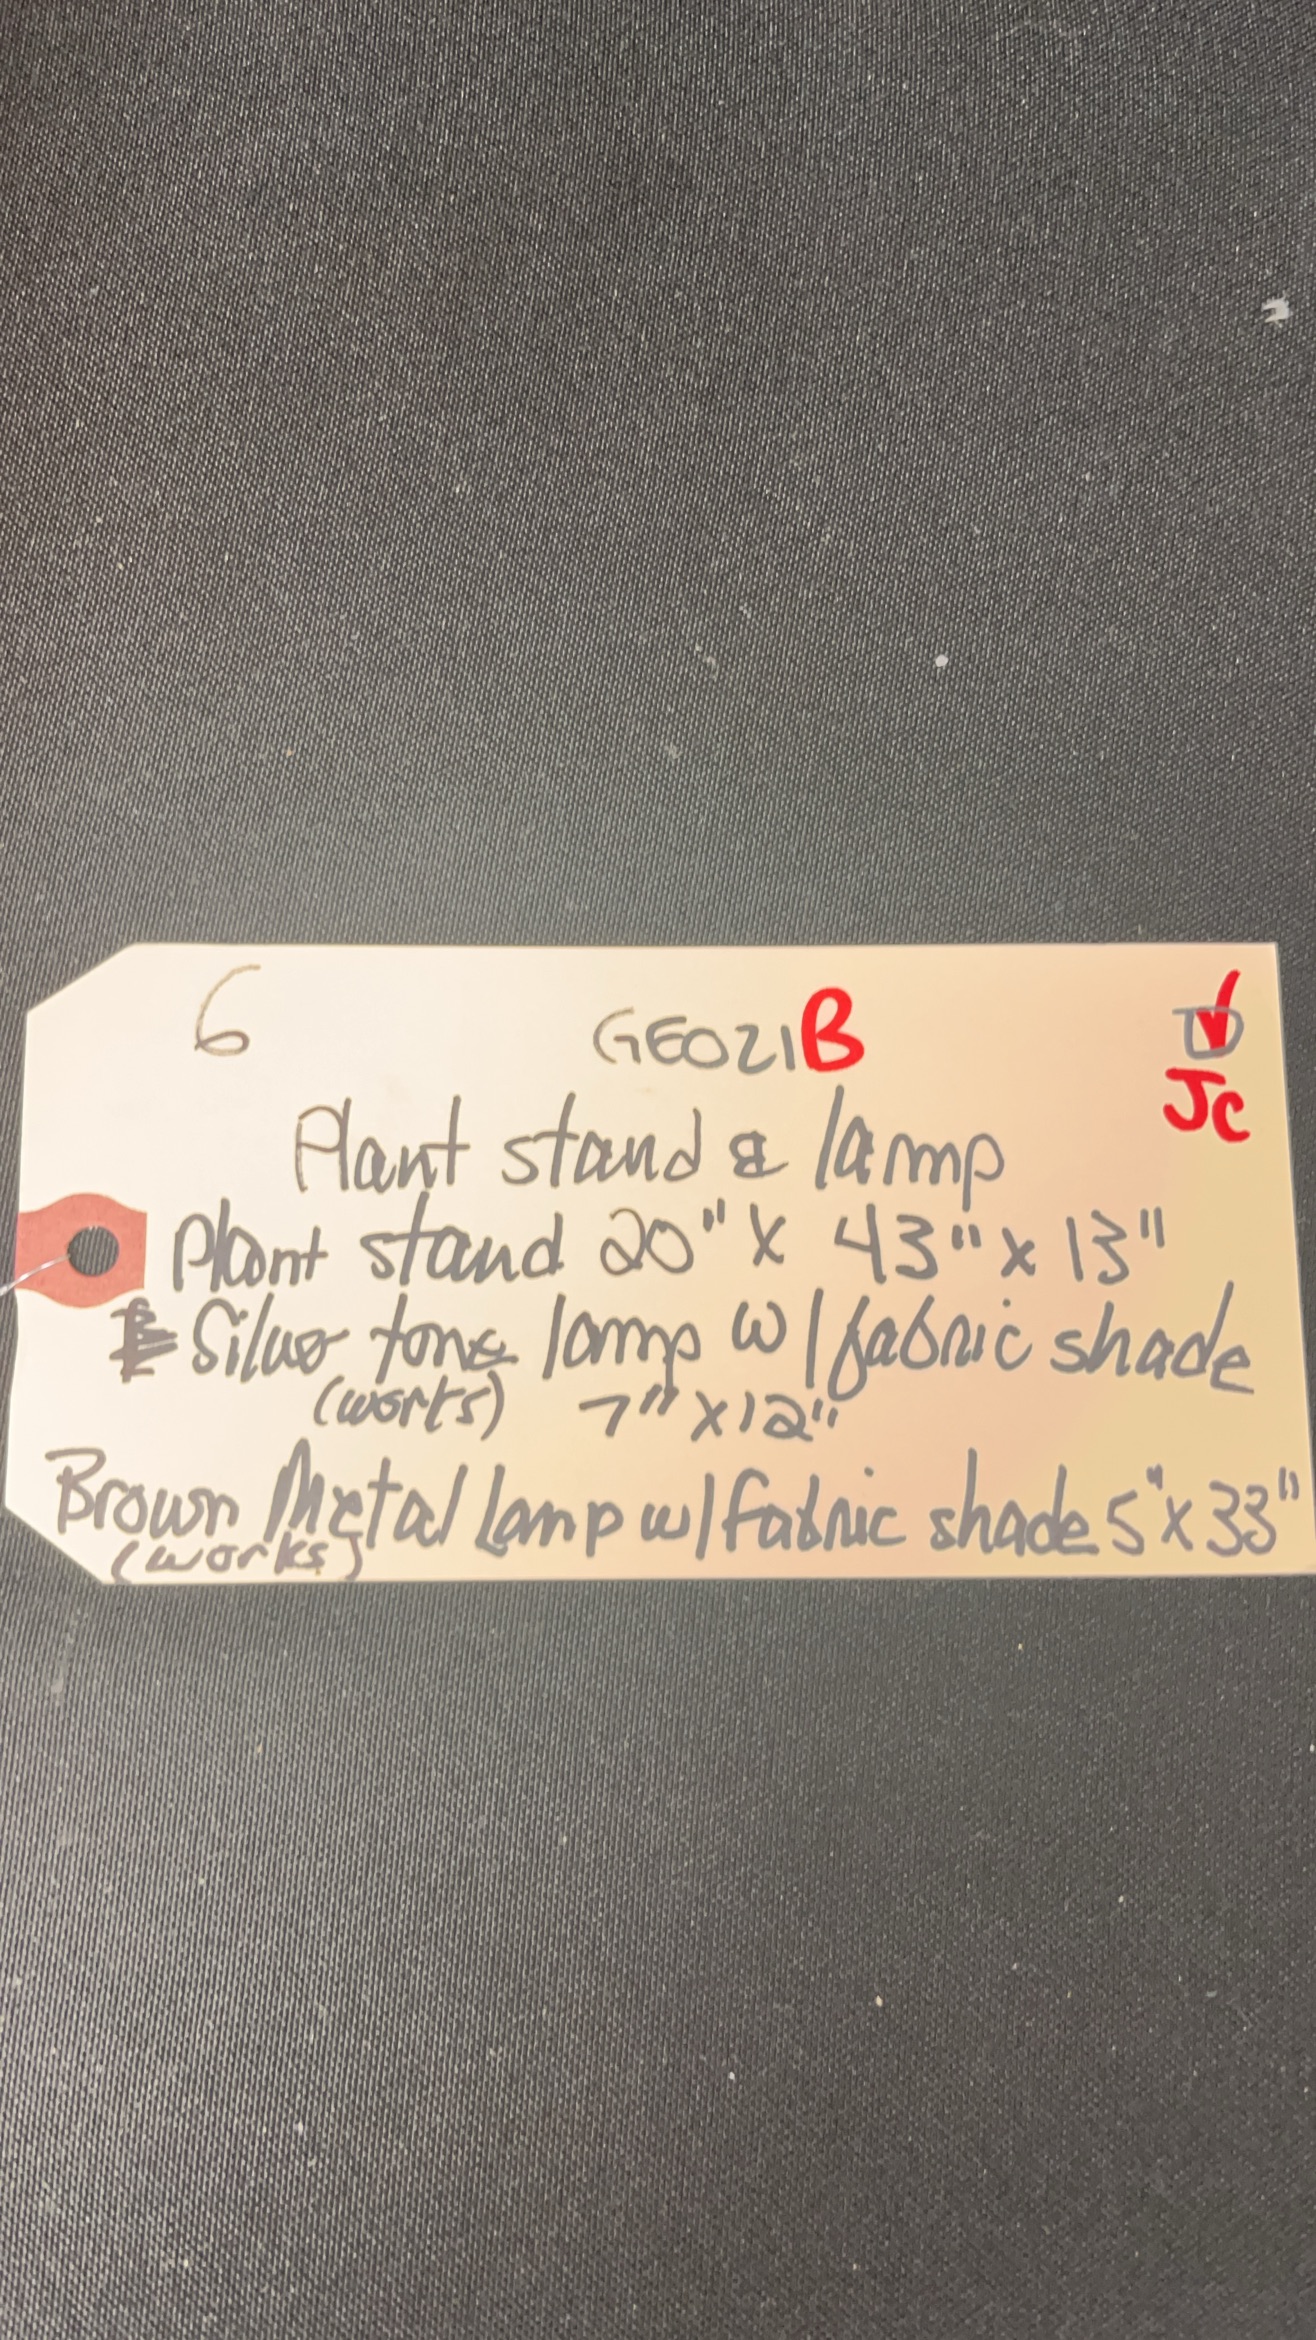 6 GEO21B
JC
Plant stand & lamp
Plant stand 20" x 43" x 13"
Silver tone lamp w/ fabric shade
(works) 7" x 12"
Brown Metal lamp w/ fabric shade 5" x 33"
(works)